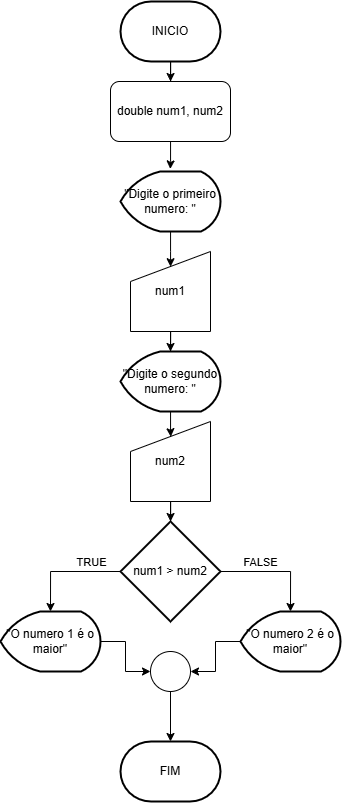 INICIO
double num1, num2
"Digite o primeiro
numero: "
num1
"Digite o segundo
numero: "
num2
num1 > num2
TRUE
FALSE
"O numero 1 é o
maior"
"O numero 2 é o
maior"
FIM